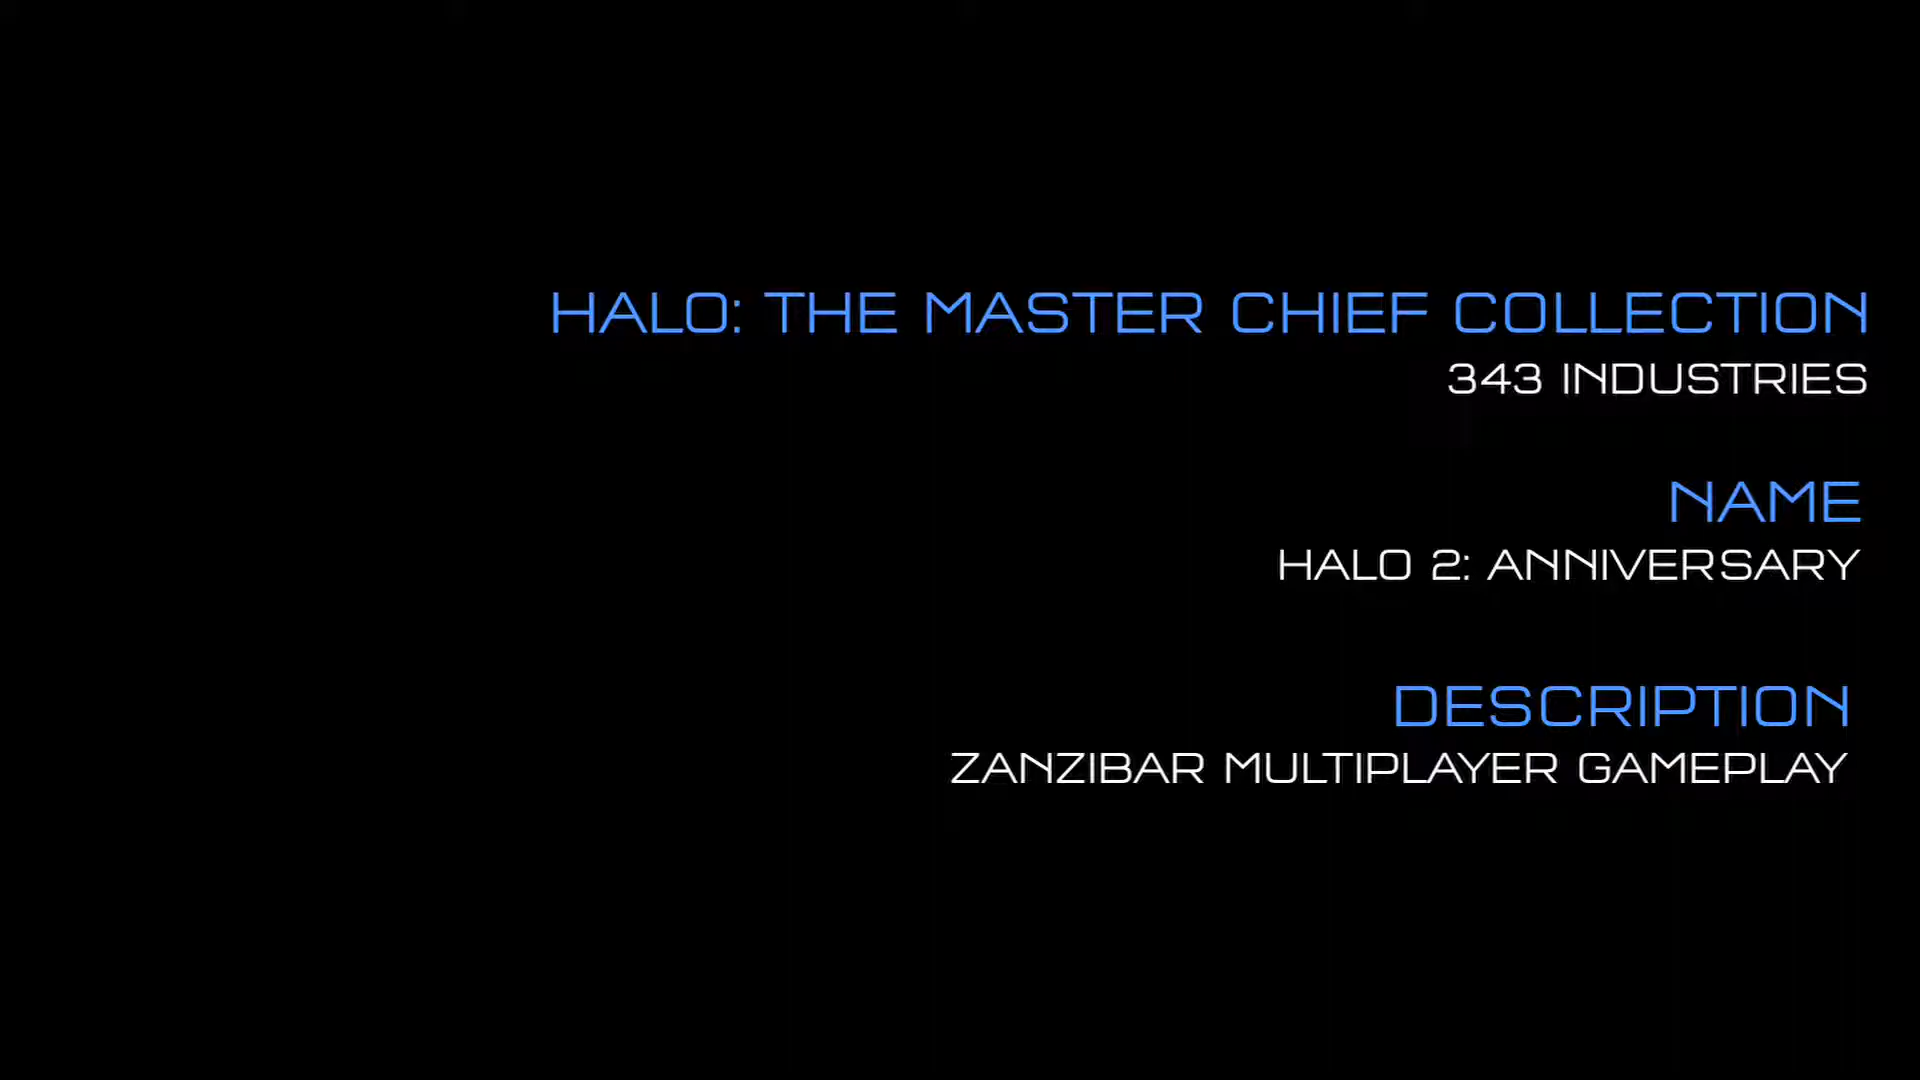 HALO: THE MASTER CHIEF COLLECTION
343 INDUSTRIES
NAME
HALO 2: ANNIVERSARY
DESCRIPTION
ZANZIBAR MULTIPLAYER GAMEPLAY